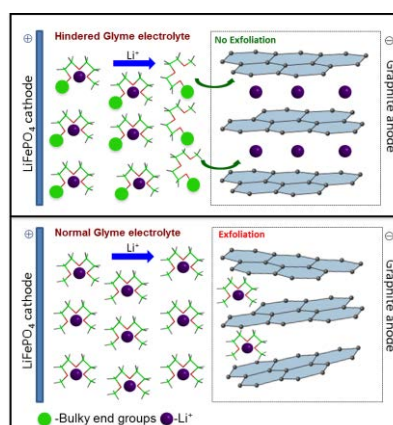 Hindered Glyme electrolyte
No Exfoliation
⊕
Li⁺
⊖
LiFePO₄ cathode
Graphite anode
Normal Glyme electrolyte
Exfoliation
⊕
Li⁺
⊖
LiFePO₄ cathode
Graphite anode
-Bulky end groups
-Li⁺